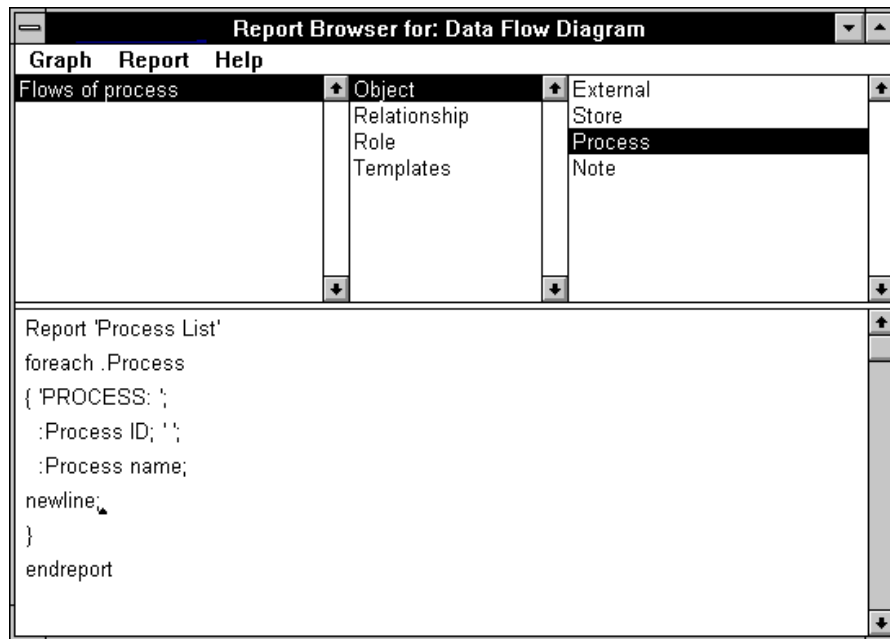 Report Browser for: Data Flow Diagram
Graph Report Help
Flows of process
Object
Relationship
Role
Templates
External
Store
Process
Note
Report 'Process List'
foreach .Process
{ 'PROCESS: ';
:Process ID; ' ';
:Process name;
newline;
}
endreport